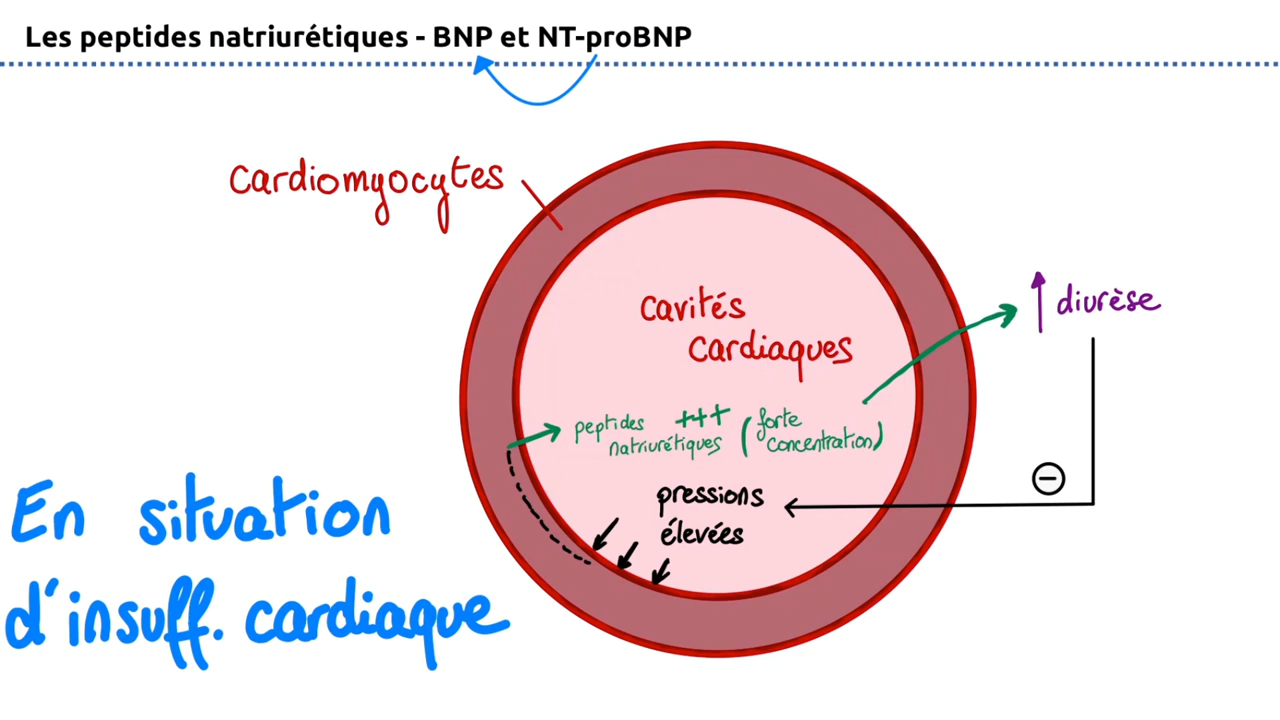 Les peptides natriurétiques - BNP et NT-proBNP
Cardiomyocytes
Cavités
Cardiaques
↑ diurèse
peptides +++ (forte
natriurétiques concentration)
pressions
élevées
⊖
En situation
d'insuff. cardiaque